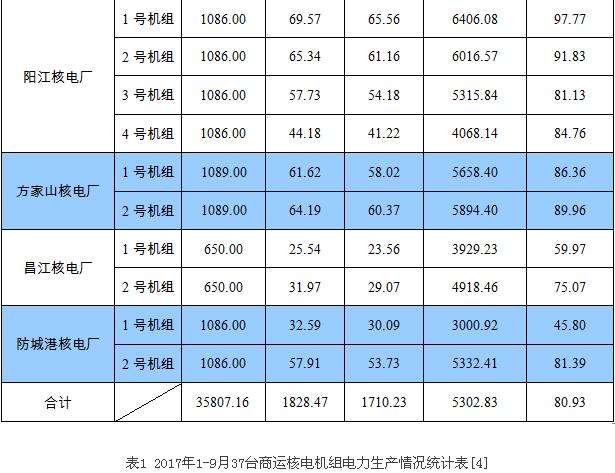 阳江核电厂 1 号机组 1086.00 69.57 65.56 6406.08 97.77
2 号机组 1086.00 65.34 61.16 6016.57 91.83
3 号机组 1086.00 57.73 54.18 5315.84 81.13
4 号机组 1086.00 44.18 41.22 4068.14 84.76
方家山核电厂 1 号机组 1089.00 61.62 58.02 5658.40 86.36
2 号机组 1089.00 64.19 60.37 5894.40 89.96
昌江核电厂 1 号机组 650.00 25.54 23.56 3929.23 59.97
2 号机组 650.00 31.97 29.07 4918.46 75.07
防城港核电厂 1 号机组 1086.00 32.59 30.09 3000.92 45.80
2 号机组 1086.00 57.91 53.73 5332.41 81.39
合计 35807.16 1828.47 1710.23 5302.83 80.93
表1 2017年1-9月37台商运核电机组电力生产情况统计表[4]